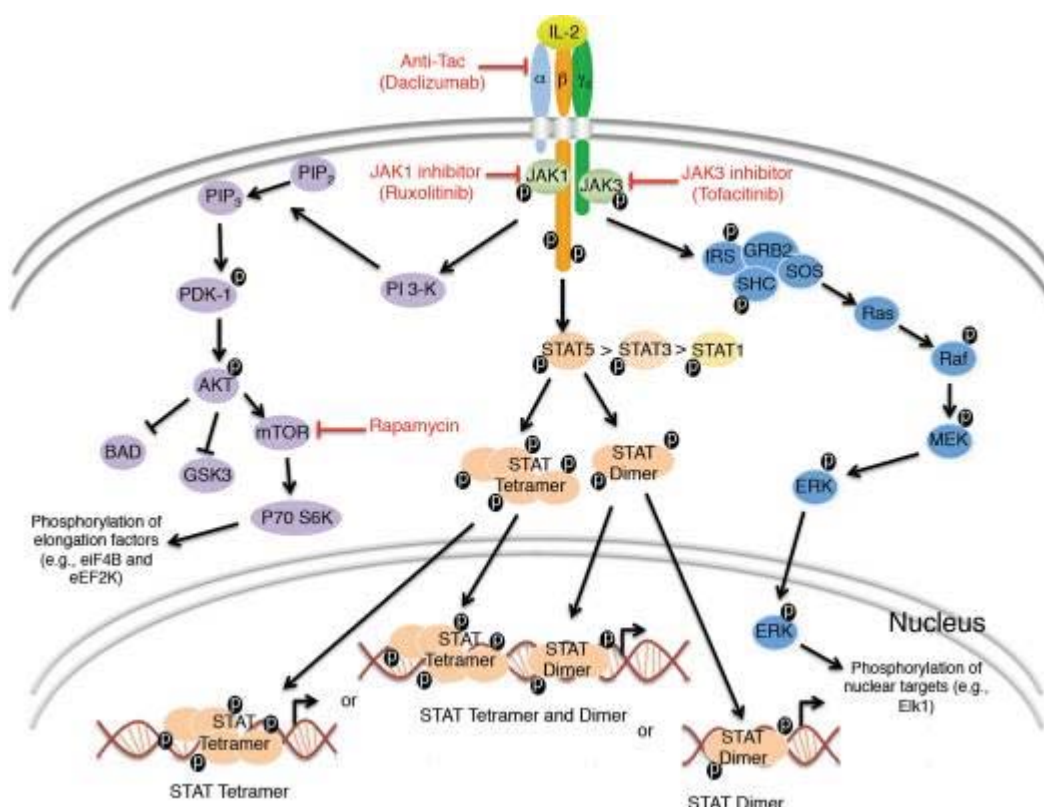 IL-2
Anti-Tac
(Daclizumab)
α
β
γc
JAK1 inhibitor
(Ruxolitinib)
JAK1
P
JAK3
P
JAK3 inhibitor
(Tofacitinib)
PIP2
PIP3
P
P
P
IRS
GRB2
SHC
SOS
P
PDK-1
P
PI 3-K
Ras
P
Raf
STAT5 > STAT3 > STAT1
P
P
P
AKT
P
mTOR
Rapamycin
BAD
GSK3
P
MEK
P
ERK
P
STAT
Tetramer
P
P
P
STAT
Dimer
P
P
P70 S6K
Phosphorylation of
elongation factors
(e.g., eiF4B and
eEF2K)
Nucleus
P
ERK
Phosphorylation of
nuclear targets (e.g.,
Elk1)
P
STAT
Tetramer
P
P
P
STAT
Dimer
P
P
STAT Tetramer and Dimer
or
or
P
STAT
Tetramer
P
P
P
STAT Tetramer
P
STAT
Dimer
P
STAT Dimer